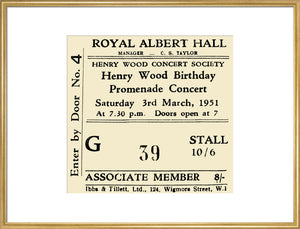 ROYAL ALBERT HALL
MANAGER — C. S. TAYLOR
HENRY WOOD CONCERT SOCIETY
Henry Wood Birthday
Promenade Concert
Saturday 3rd March, 1951
At 7.30 p.m. Doors open at 7
Enter by Door No. 4
G 39 STALL
10/6
ASSOCIATE MEMBER 8/-
Ibbs & Tillett, Ltd., 124, Wigmore Street, W.1